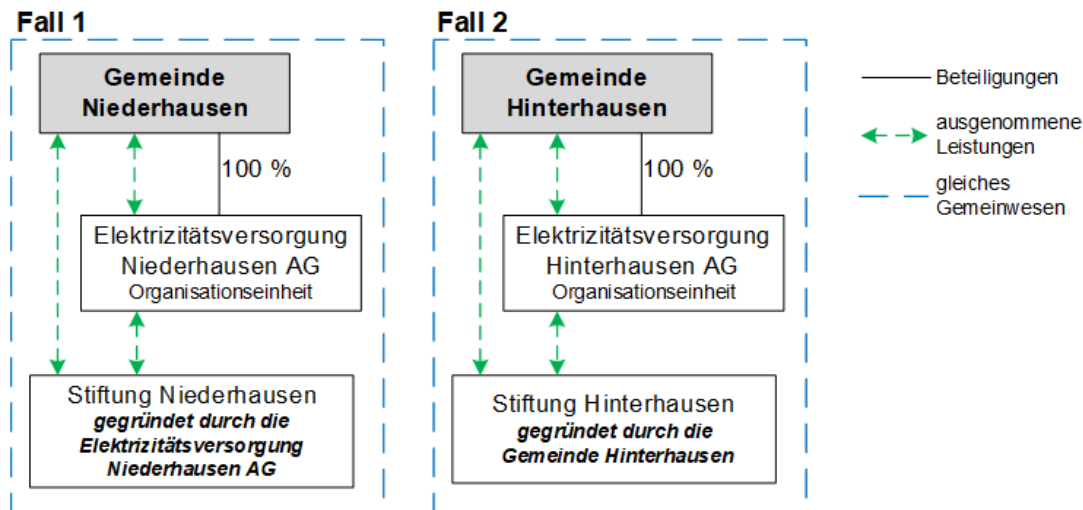 Fall 1
Gemeinde
Niederhausen
100 %
Elektrizitätsversorgung
Niederhausen AG
Organisationseinheit
Stiftung Niederhausen
gegründet durch die
Elektrizitätsversorgung
Niederhausen AG
Fall 2
Gemeinde
Hinterhausen
100 %
Elektrizitätsversorgung
Hinterhausen AG
Organisationseinheit
Stiftung Hinterhausen
gegründet durch die
Gemeinde Hinterhausen
Beteiligungen
ausgenommene
Leistungen
gleiches
Gemeinwesen